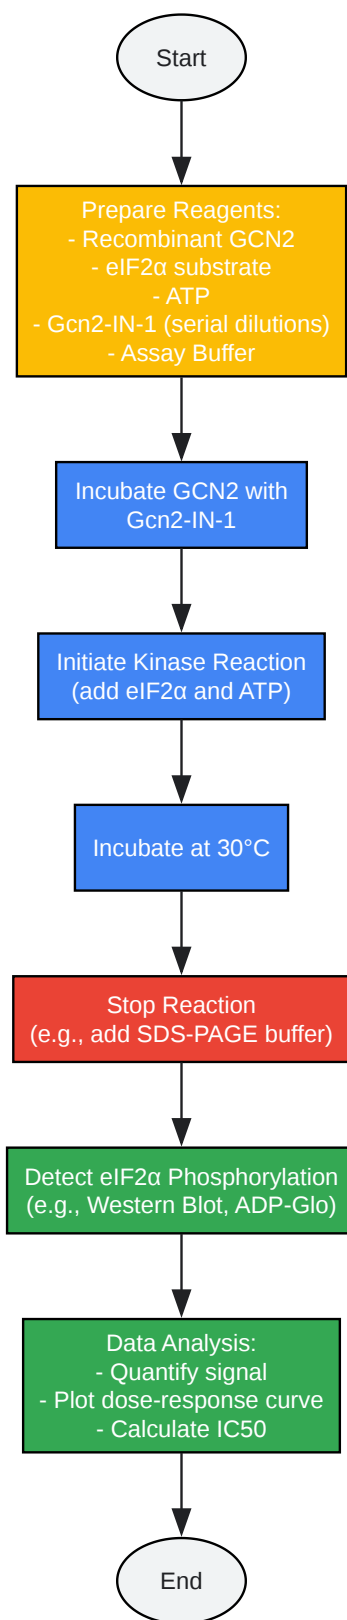 Start
Prepare Reagents:
- Recombinant GCN2
- eIF2α substrate
- ATP
- Gcn2-IN-1 (serial dilutions)
- Assay Buffer
Incubate GCN2 with
Gcn2-IN-1
Initiate Kinase Reaction
(add eIF2α and ATP)
Incubate at 30°C
Stop Reaction
(e.g., add SDS-PAGE buffer)
Detect eIF2α Phosphorylation
(e.g., Western Blot, ADP-Glo)
Data Analysis:
- Quantify signal
- Plot dose-response curve
- Calculate IC50
End